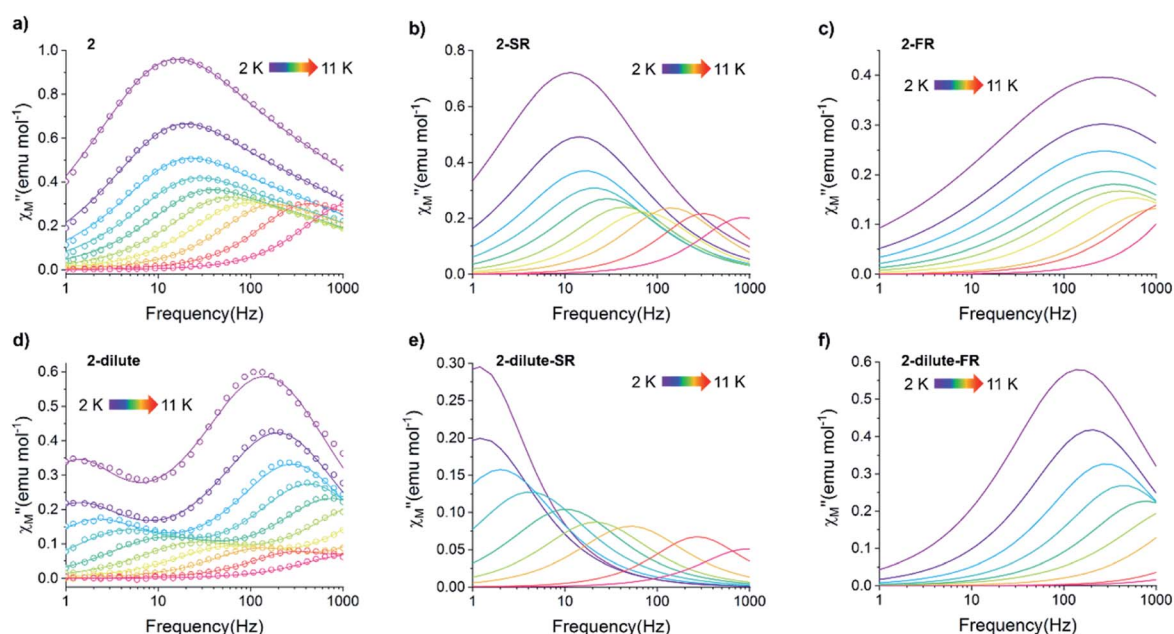 a)
2
2 K 11 K
1.0
0.8
0.6
0.4
0.2
0.0
χM''(emu mol-1)
1 10 100 1000
Frequency(Hz)
b)
2-SR
2 K 11 K
0.8
0.6
0.4
0.2
0.0
χM''(emu mol-1)
1 10 100 1000
Frequency(Hz)
c)
2-FR
2 K 11 K
0.4
0.3
0.2
0.1
0.0
χM''(emu mol-1)
1 10 100 1000
Frequency(Hz)
d)
2-dilute
2 K 11 K
0.6
0.5
0.4
0.3
0.2
0.1
0.0
χM''(emu mol-1)
1 10 100 1000
Frequency(Hz)
e)
2-dilute-SR
2 K 11 K
0.30
0.25
0.20
0.15
0.10
0.05
0.00
χM''(emu mol-1)
1 10 100 1000
Frequency(Hz)
f)
2-dilute-FR
2 K 11 K
0.6
0.5
0.4
0.3
0.2
0.1
0.0
χM''(emu mol-1)
1 10 100 1000
Frequency(Hz)